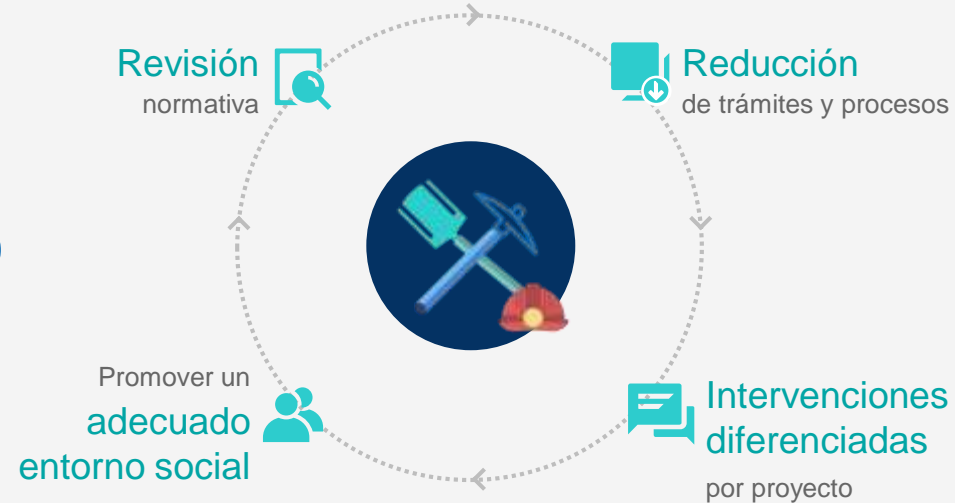 Revisión
normativa
Reducción
de trámites y procesos
Promover un
adecuado
entorno social
Intervenciones
diferenciadas
por proyecto